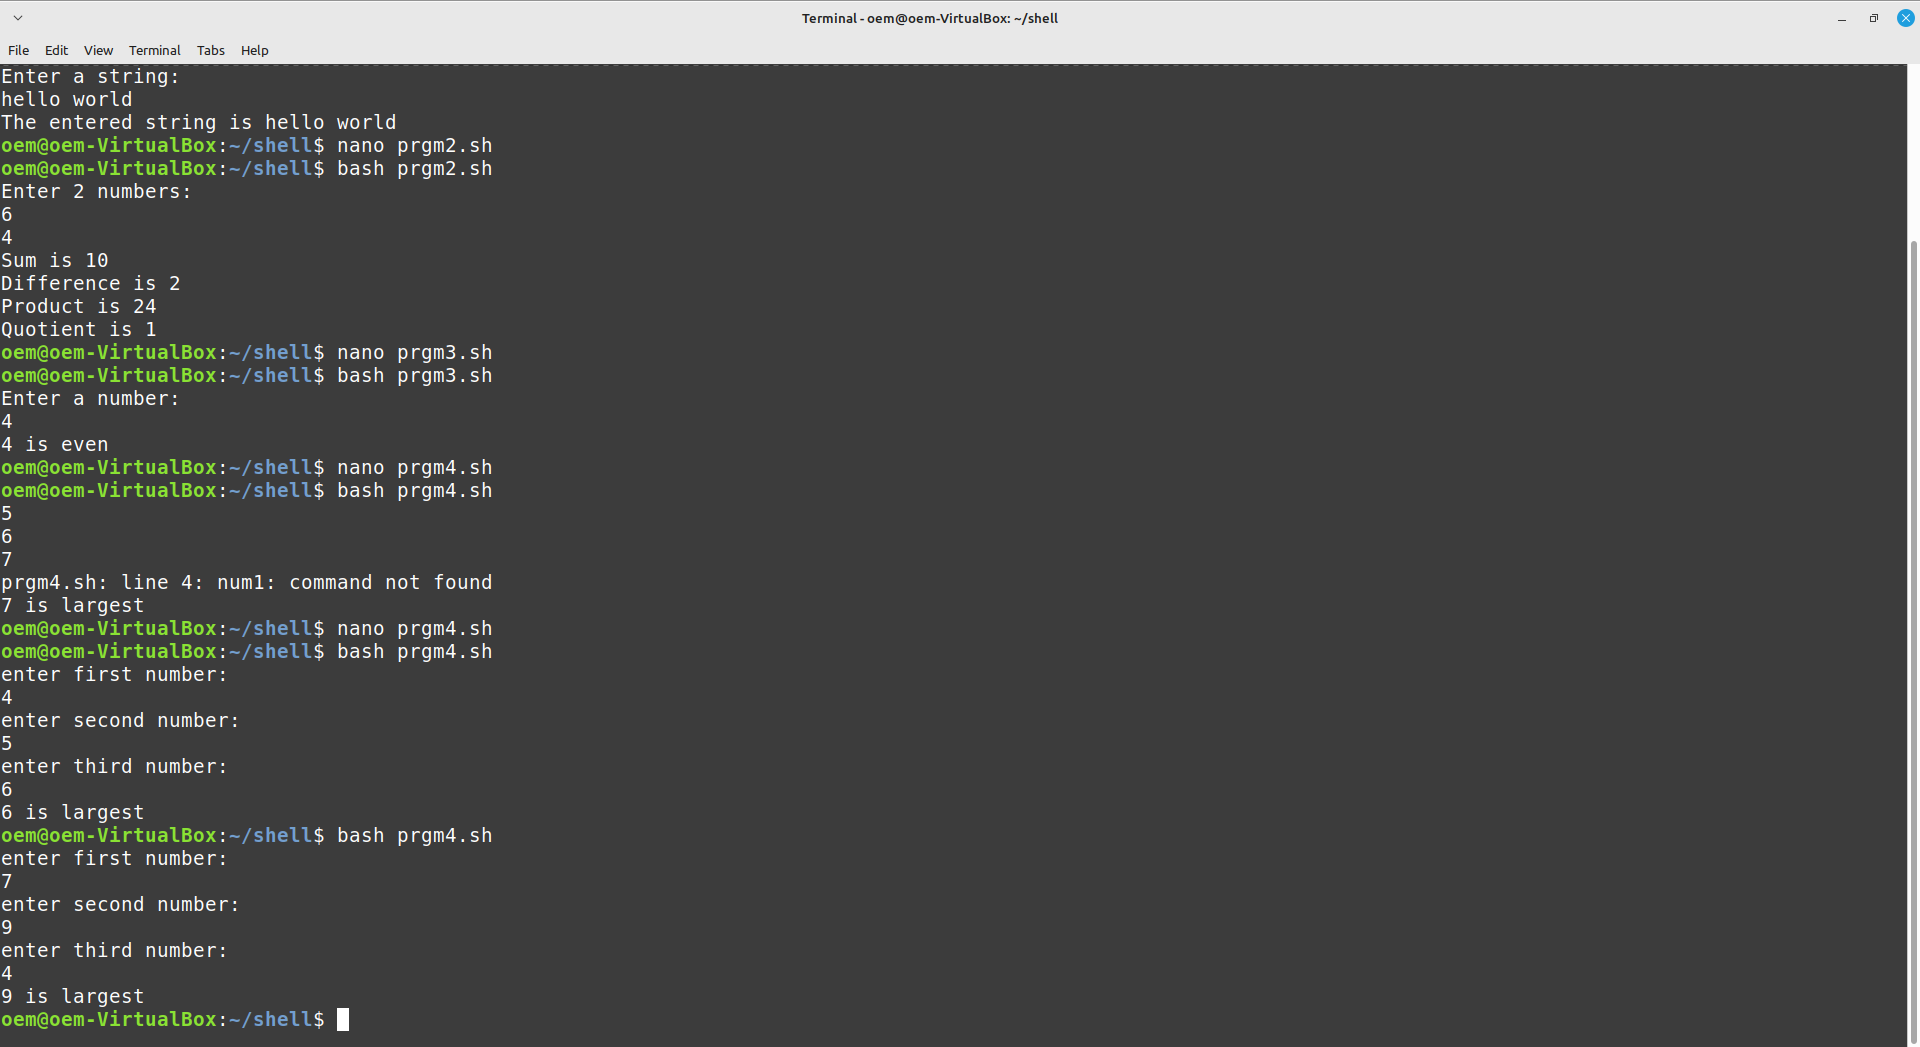 Terminal - oem@oem-VirtualBox: ~/shell
File Edit View Terminal Tabs Help
Enter a string:
hello world
The entered string is hello world
oem@oem-VirtualBox:~/shell$ nano prgm2.sh
oem@oem-VirtualBox:~/shell$ bash prgm2.sh
Enter 2 numbers:
6
4
Sum is 10
Difference is 2
Product is 24
Quotient is 1
oem@oem-VirtualBox:~/shell$ nano prgm3.sh
oem@oem-VirtualBox:~/shell$ bash prgm3.sh
Enter a number:
4
4 is even
oem@oem-VirtualBox:~/shell$ nano prgm4.sh
oem@oem-VirtualBox:~/shell$ bash prgm4.sh
5
6
7
prgm4.sh: line 4: num1: command not found
7 is largest
oem@oem-VirtualBox:~/shell$ nano prgm4.sh
oem@oem-VirtualBox:~/shell$ bash prgm4.sh
enter first number:
4
enter second number:
5
enter third number:
6
6 is largest
oem@oem-VirtualBox:~/shell$ bash prgm4.sh
enter first number:
7
enter second number:
9
enter third number:
4
9 is largest
oem@oem-VirtualBox:~/shell$